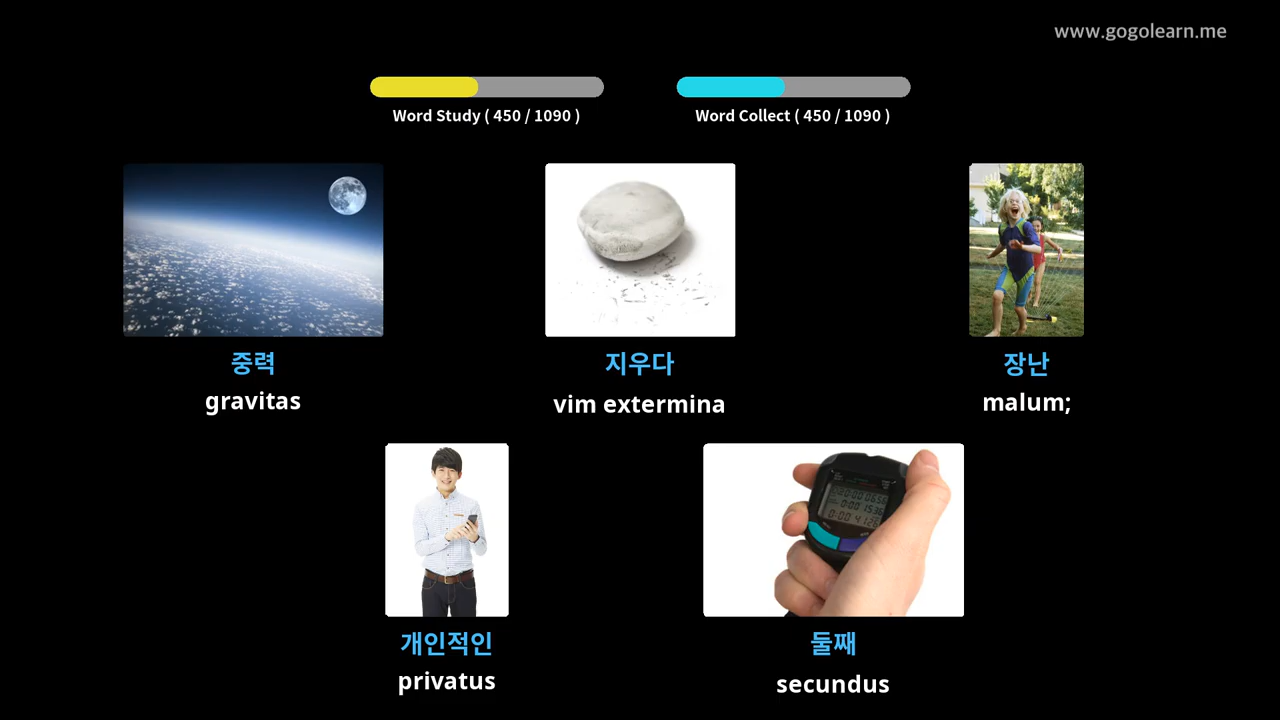 www.gogolearn.me
Word Study ( 450 / 1090 )
Word Collect ( 450 / 1090 )
중력
gravitas
지우다
vim extermina
장난
malum;
개인적인
privatus
둘째
secundus